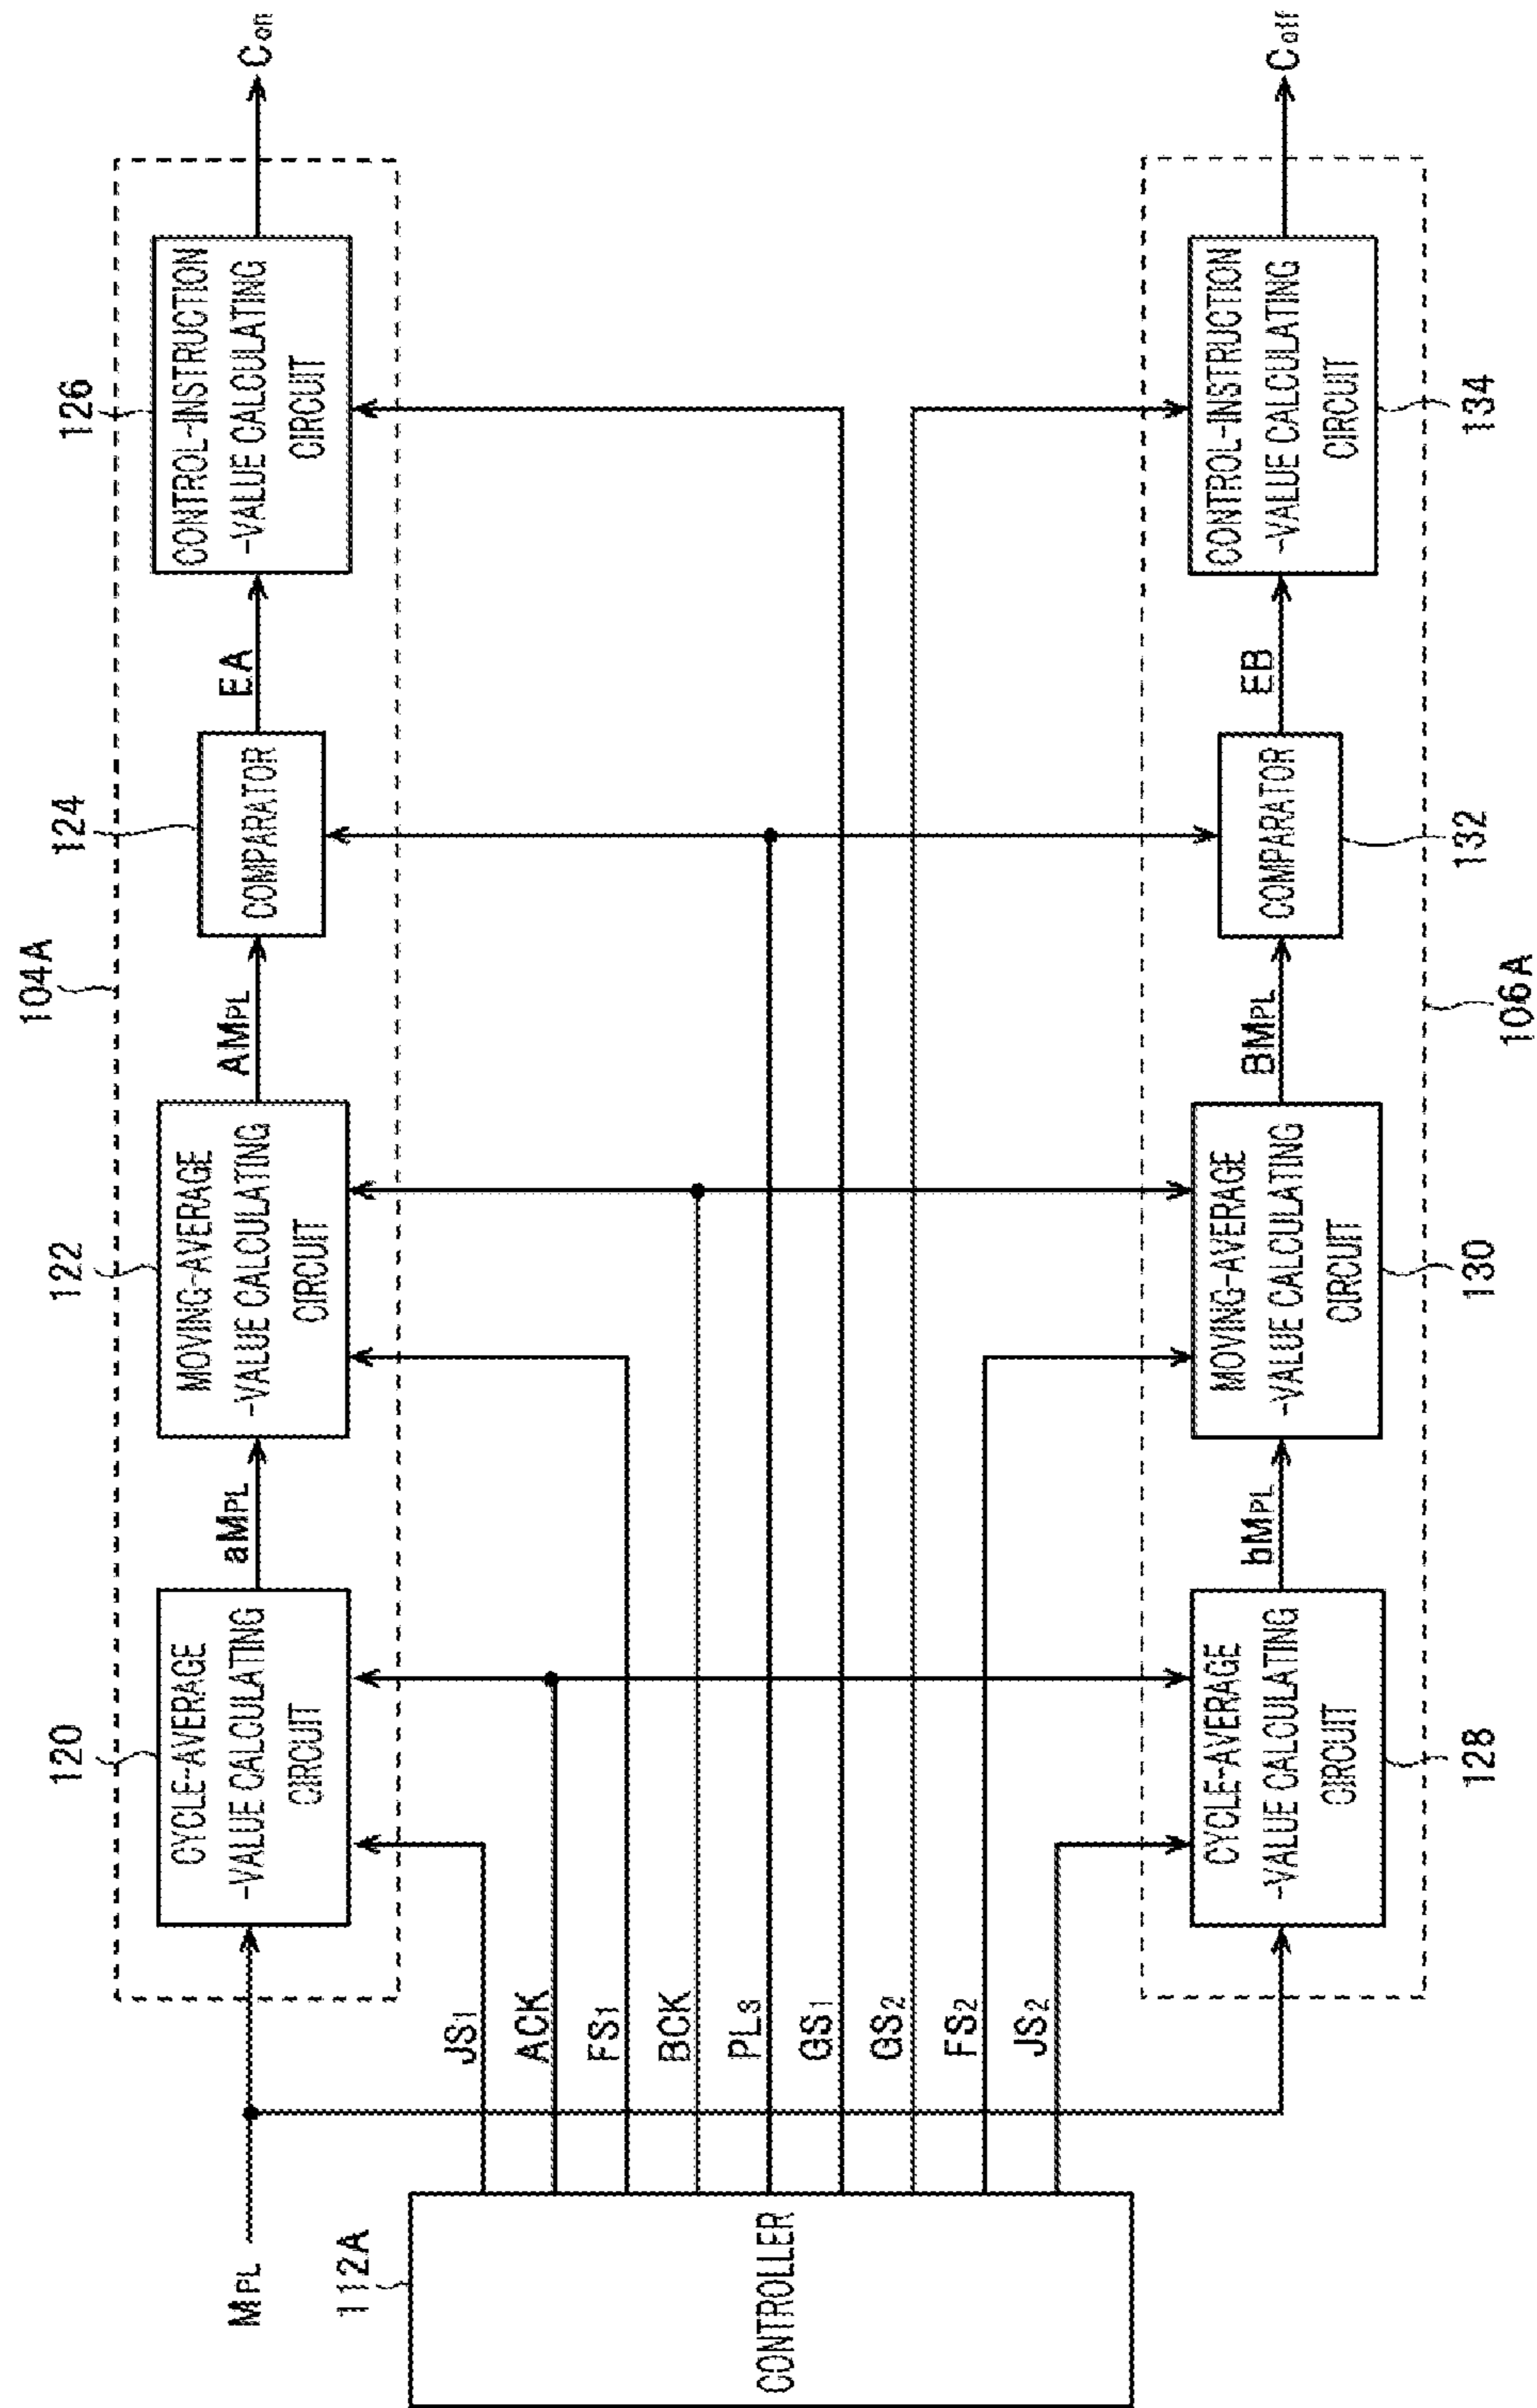 104A
120
122
124
126
MPL
CYCLE-AVERAGE
-VALUE CALCULATING
CIRCUIT
aMPL
MOVING-AVERAGE
-VALUE CALCULATING
CIRCUIT
AMPL
COMPARATOR
EA
CONTROL-INSTRUCTION
-VALUE CALCULATING
CIRCUIT
Con
112A
CONTROLLER
JS1
ACK
FS1
BCK
PLs
GS1
GS2
FS2
JS2
CYCLE-AVERAGE
-VALUE CALCULATING
CIRCUIT
bMPL
MOVING-AVERAGE
-VALUE CALCULATING
CIRCUIT
BMPL
COMPARATOR
EB
CONTROL-INSTRUCTION
-VALUE CALCULATING
CIRCUIT
Coff
128
130
132
134
106A